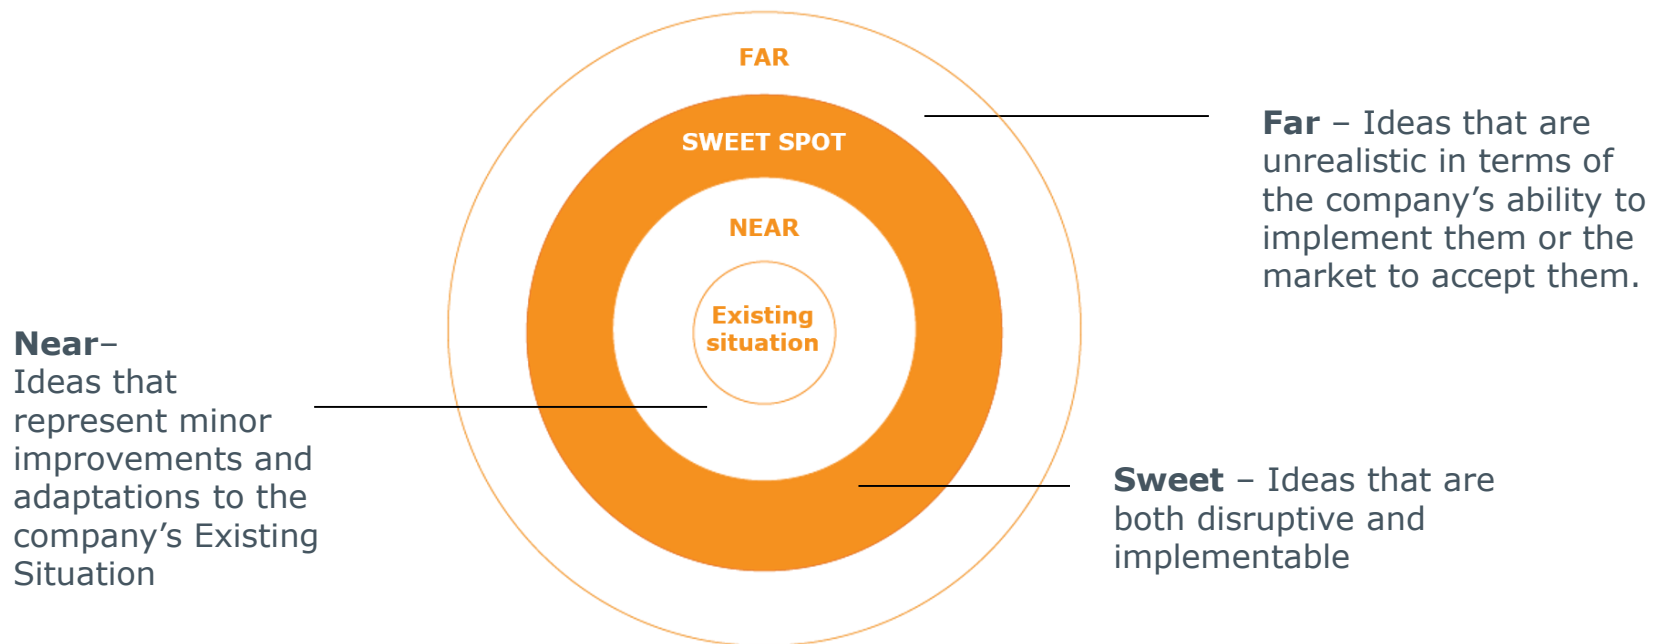 FAR
SWEET SPOT
NEAR
Existing
situation
Far – Ideas that are
unrealistic in terms of
the company’s ability to
implement them or the
market to accept them.
Near–
Ideas that
represent minor
improvements and
adaptations to the
company’s Existing
Situation
Sweet – Ideas that are
both disruptive and
implementable